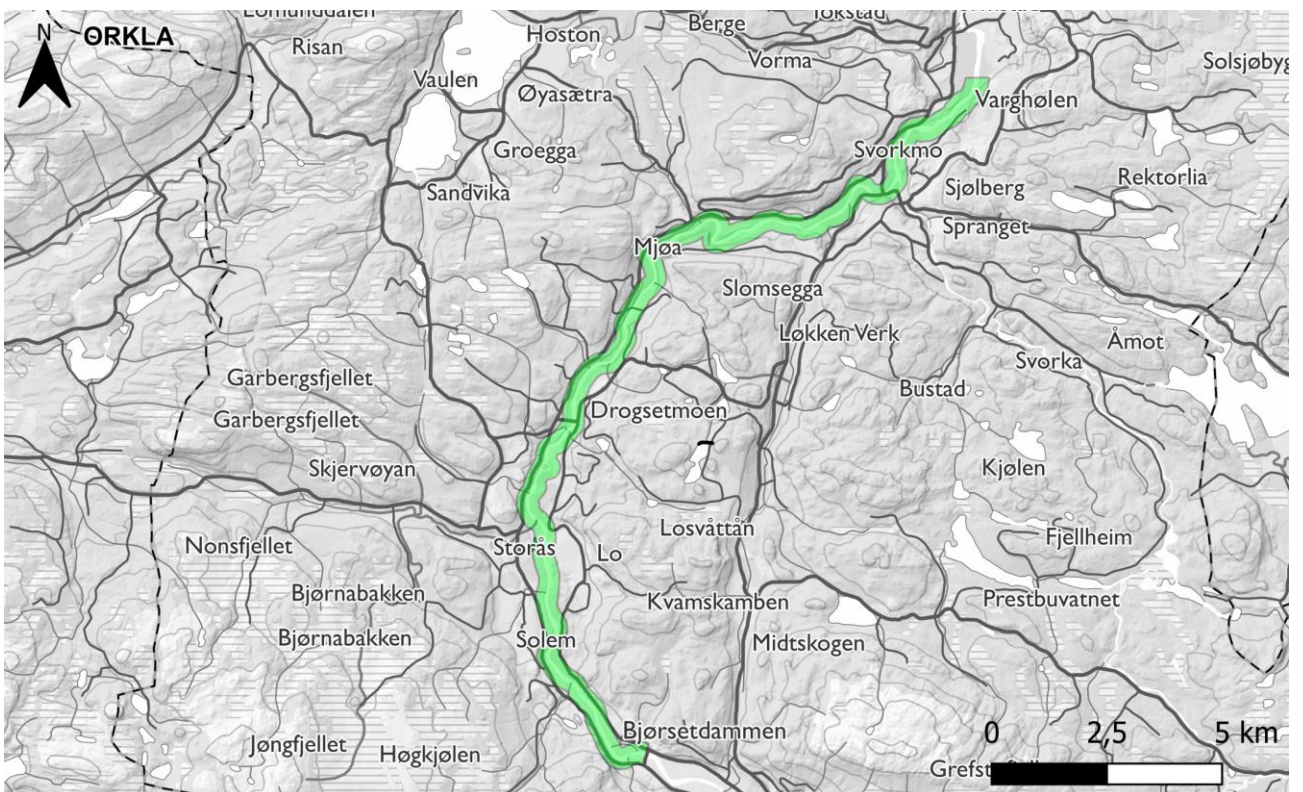 Lomunddalen
Tokstad
Berge
N
ORKLA
Risan
Hoston
Vorma
Solsjøbyg
Vaulen
Øyasætra
Varghølen
Groegga
Svorkmo
Sandvika
Sjølberg
Rektorlia
Spranget
Mjøa
Slomsegga
Løkken Verk
Åmot
Svorka
Garbergsfjellet
Bustad
Drogsetmoen
Garbergsfjellet
Skjervøyan
Kjølen
Losvåttån
Fjellheim
Nonsfjellet
Storås
Lo
Bjørnabakken
Kvamskamben
Prestbuvatnet
Bjørnabakken
Solem
Midtskogen
Bjørsetdammen
Jøngfjellet
Høgkjølen
0
2,5
5 km